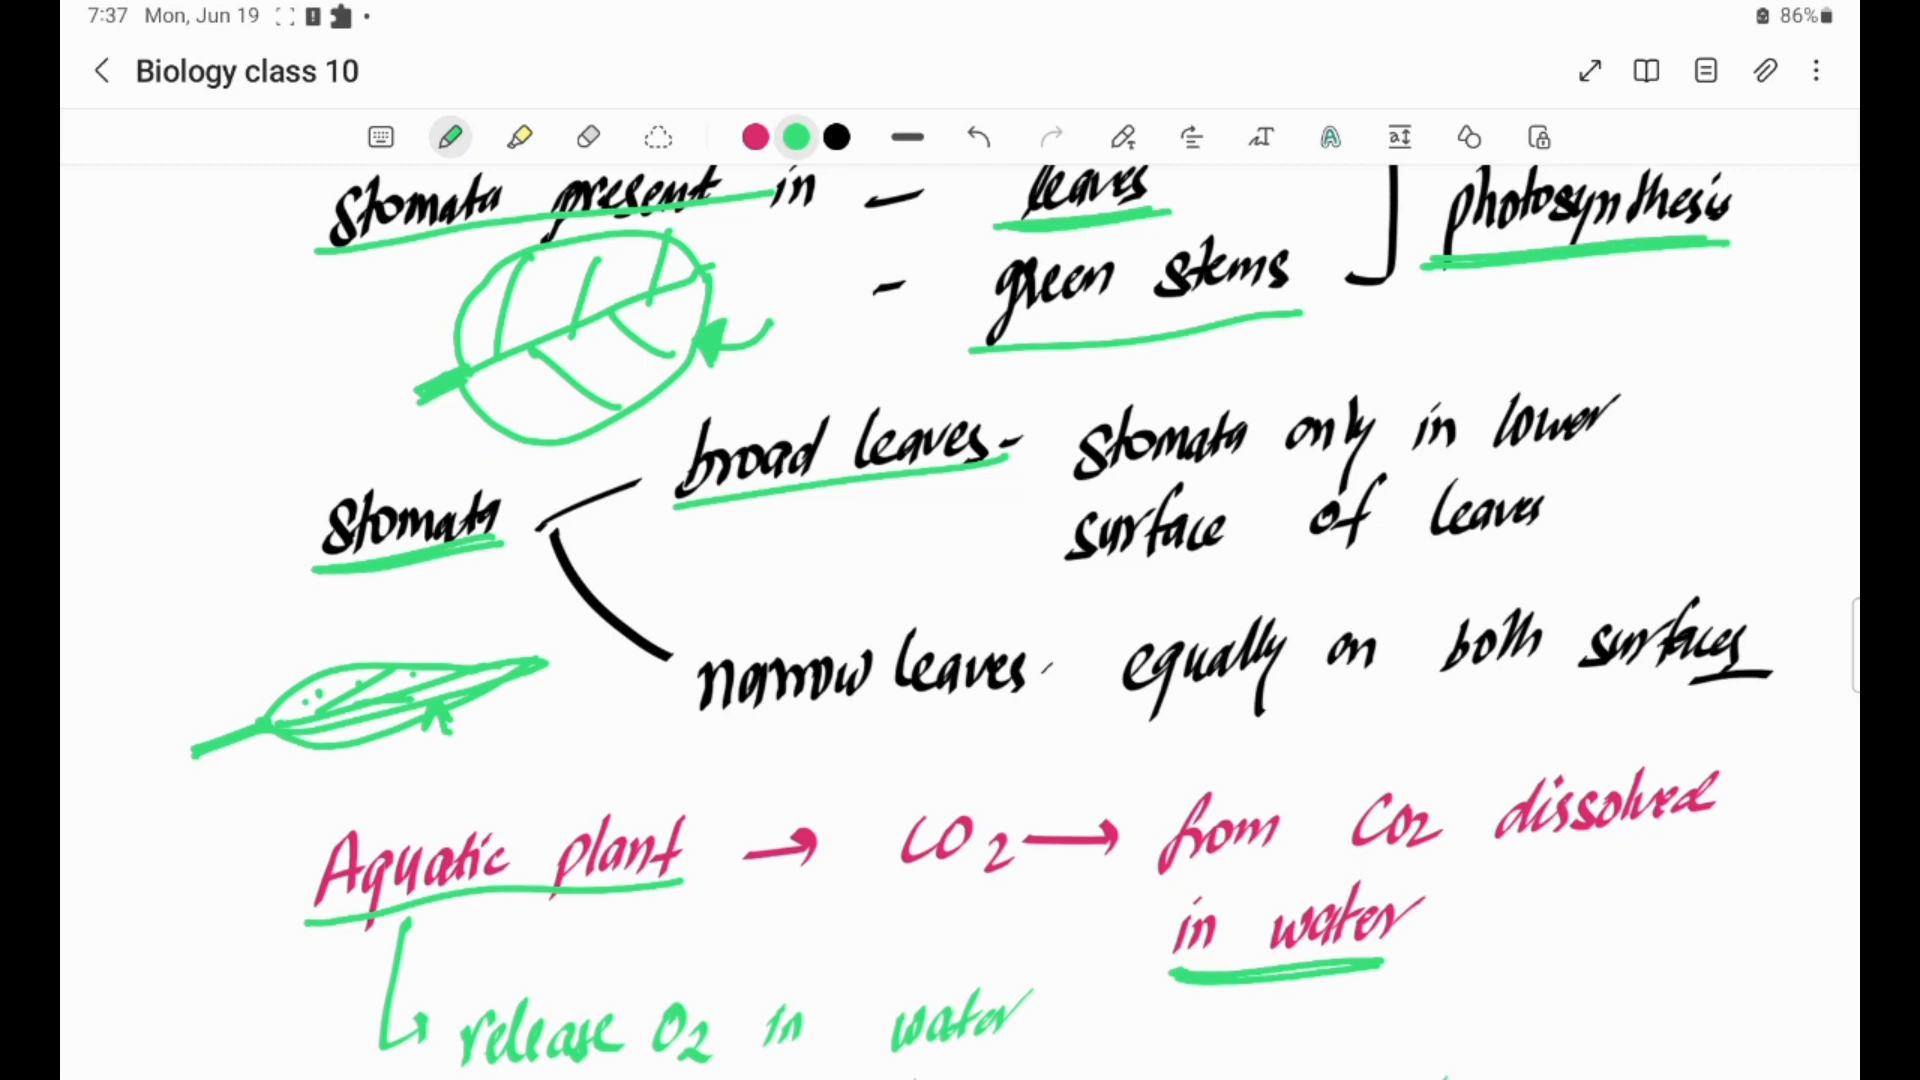 7:37 Mon, Jun 19
86%
Biology class 10
Stomata present in - leaves
- green stems
photosynthesis
broad leaves - Stomata only in lower
surface of leaves
Stomata
narrow leaves - equally on both surfaces
Aquatic plant → CO2 → from CO2 dissolved
in water
release O2 in water